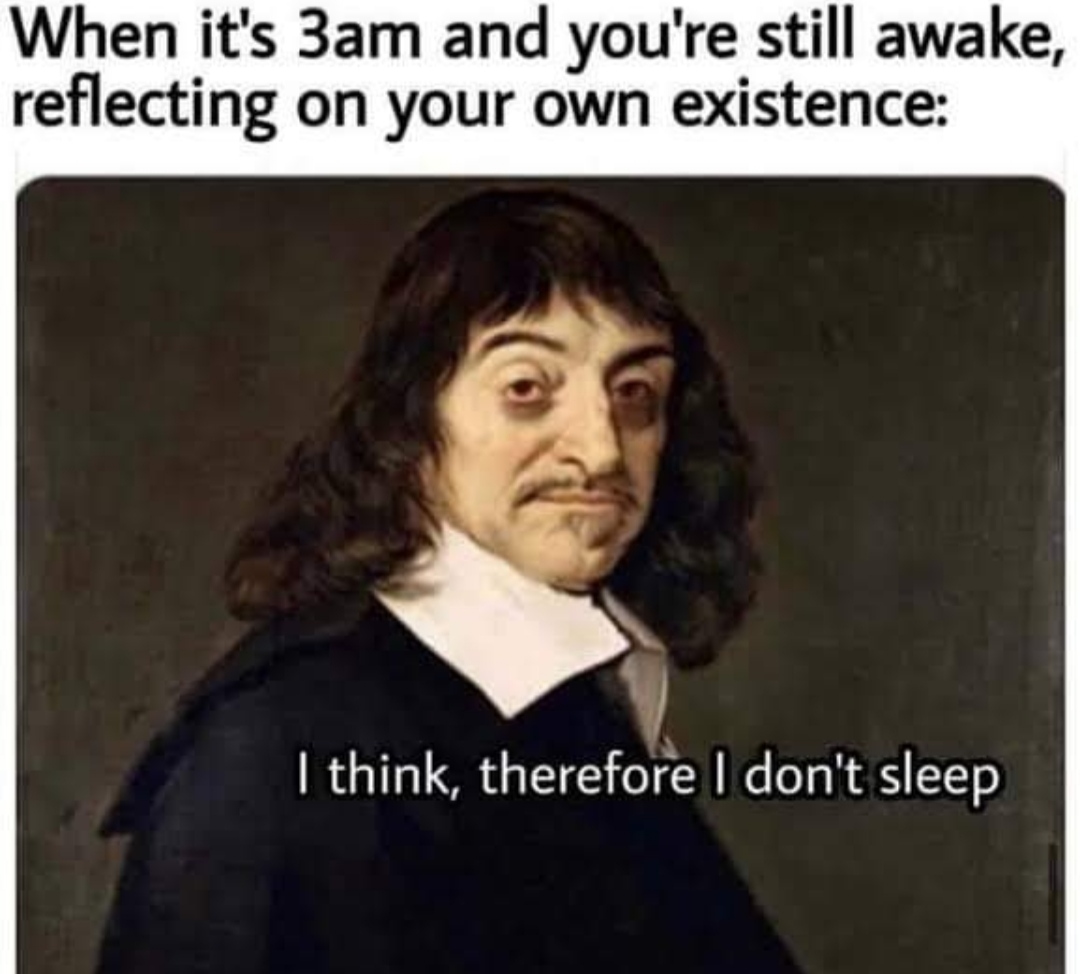 When it's 3am and you're still awake,
reflecting on your own existence:
I think, therefore I don't sleep